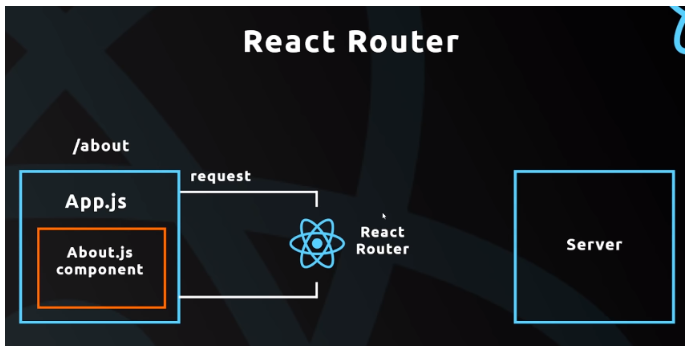 React Router
/about
request
App.js
About.js
component
React
Router
Server